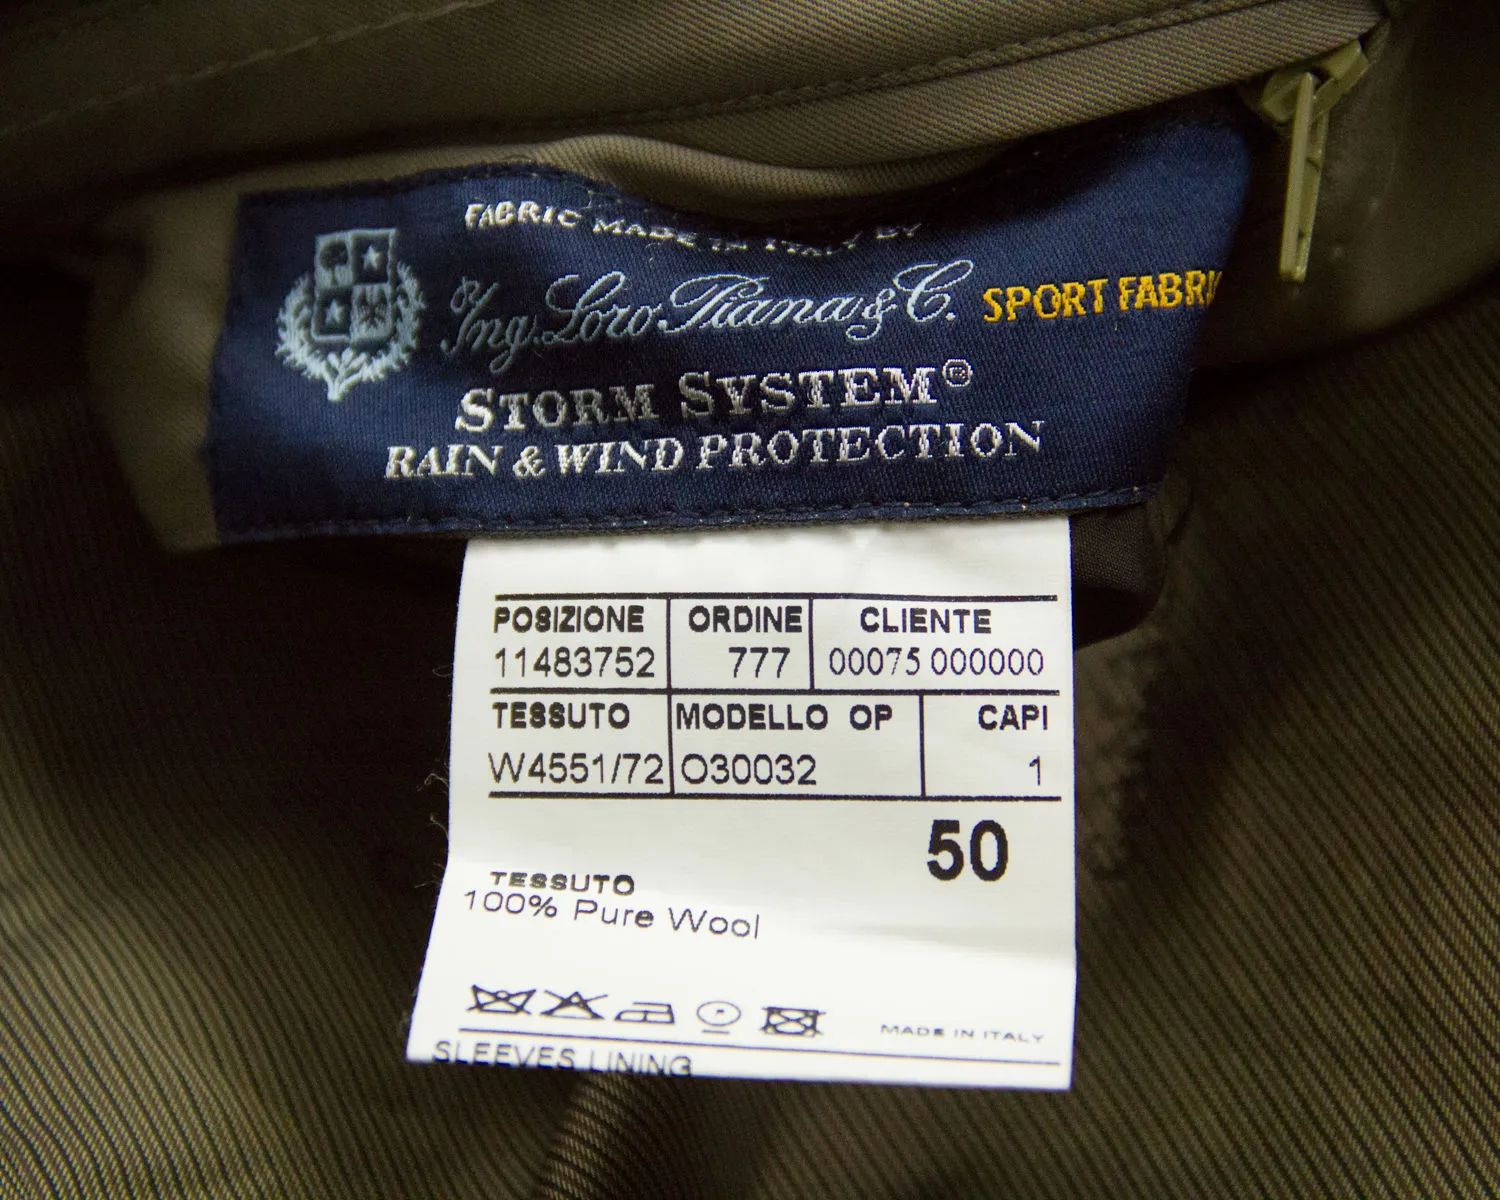 FABRIC MADE IN ITALY BY
Ing. Loro Piana & C. SPORT FABRI
STORM SYSTEM®
RAIN & WIND PROTECTION
POSIZIONE ORDINE CLIENTE
11483752 777 00075 000000
TESSUTO MODELLO OP CAPI
W4551/72 O30032 1
50
TESSUTO
100% Pure Wool
MADE IN ITALY
SLEEVES LINING